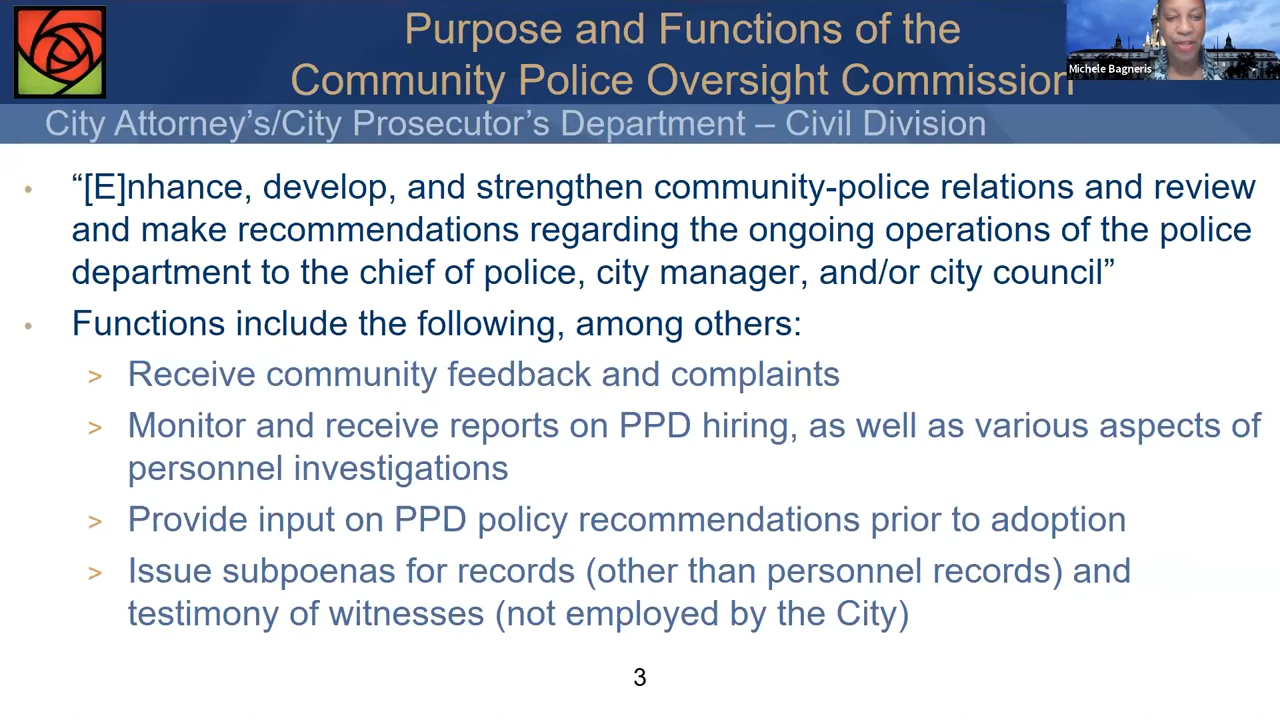 Purpose and Functions of the
Community Police Oversight Commission
Michele Bagneris
City Attorney's/City Prosecutor's Department – Civil Division
• “[E]nhance, develop, and strengthen community-police relations and review
and make recommendations regarding the ongoing operations of the police
department to the chief of police, city manager, and/or city council”
• Functions include the following, among others:
> Receive community feedback and complaints
> Monitor and receive reports on PPD hiring, as well as various aspects of
personnel investigations
> Provide input on PPD policy recommendations prior to adoption
> Issue subpoenas for records (other than personnel records) and
testimony of witnesses (not employed by the City)
3